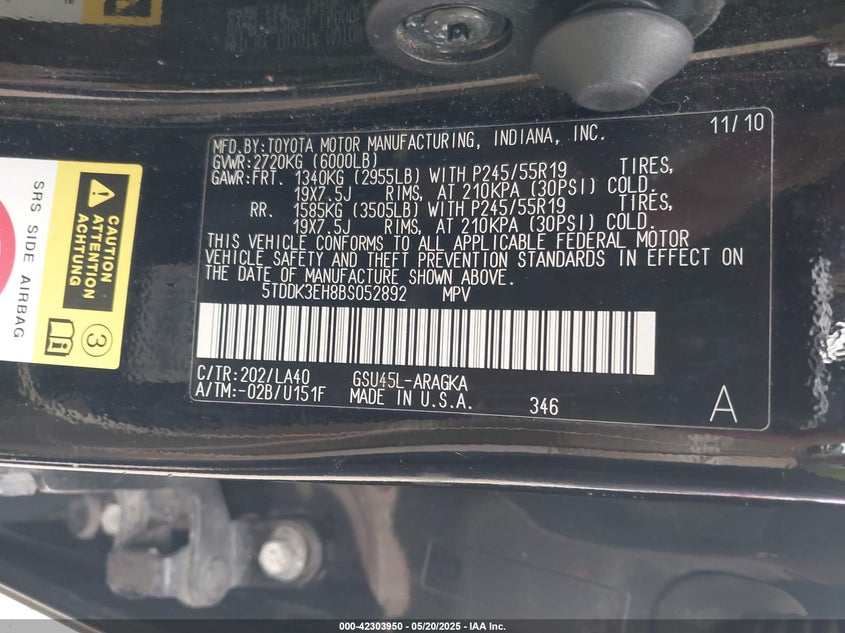 MFD.BY:TOYOTA MOTOR MANUFACTURING, INDIANA, INC. 11/10
GVWR:2720KG (6000LB)
GAWR:FRT. 1340KG (2955LB) WITH P245/55R19 TIRES,
19X7.5J RIMS, AT 210KPA (30PSI) COLD.
RR. 1585KG (3505LB) WITH P245/55R19 TIRES,
19X7.5J RIMS, AT 210KPA (30PSI) COLD.
THIS VEHICLE CONFORMS TO ALL APPLICABLE FEDERAL MOTOR
VEHICLE SAFETY AND THEFT PREVENTION STANDARDS IN EFFECT ON
THE DATE OF MANUFACTURE SHOWN ABOVE.
5TDDK3EH8BS052892 MPV
C/TR:202/LA40 GSU45L-ARAGKA
A/TM:-02B/U151F MADE IN U.S.A. 346 A
SRS SIDE AIRBAG
CAUTION
ATTENTION
ACHTUNG
3
000-42303950 - 05/20/2025 - IAA Inc.